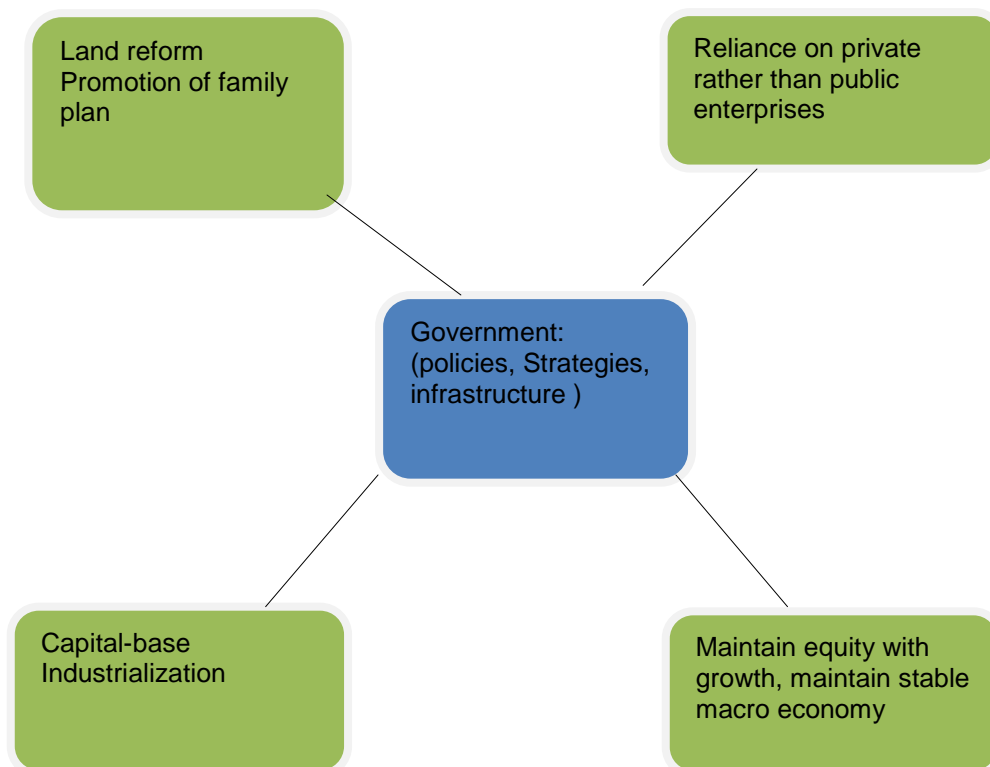 Land reform
Promotion of family
plan
Reliance on private
rather than public
enterprises
Government:
(policies, Strategies,
infrastructure )
Capital-base
Industrialization
Maintain equity with
growth, maintain stable
macro economy